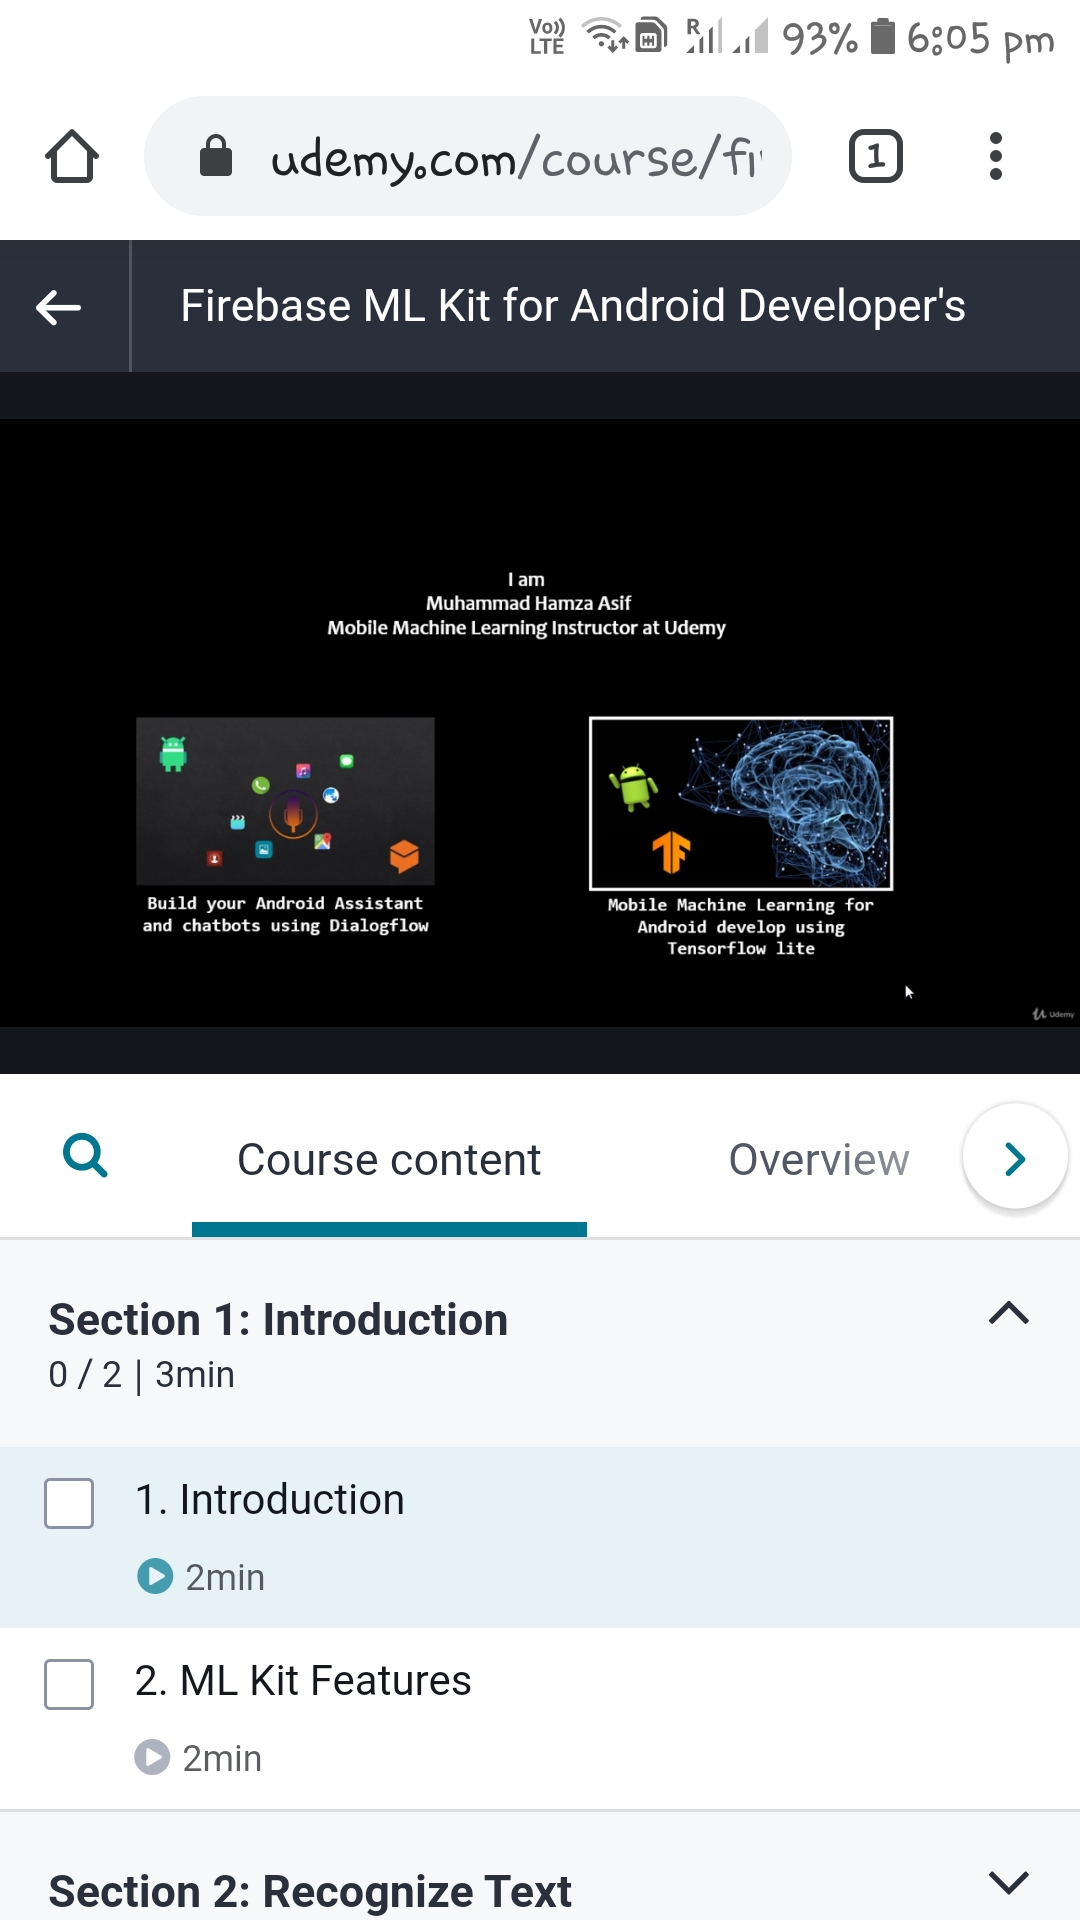 Vo)) LTE R 93% 6:05 pm
udemy.com/course/fi
1
Firebase ML Kit for Android Developer's
I am
Muhammad Hamza Asif
Mobile Machine Learning Instructor at Udemy
Build your Android Assistant
and chatbots using Dialogflow
Mobile Machine Learning for
Android develop using
Tensorflow lite
Udemy
Course content
Overview
Section 1: Introduction
0 / 2 | 3min
1. Introduction
2min
2. ML Kit Features
2min
Section 2: Recognize Text